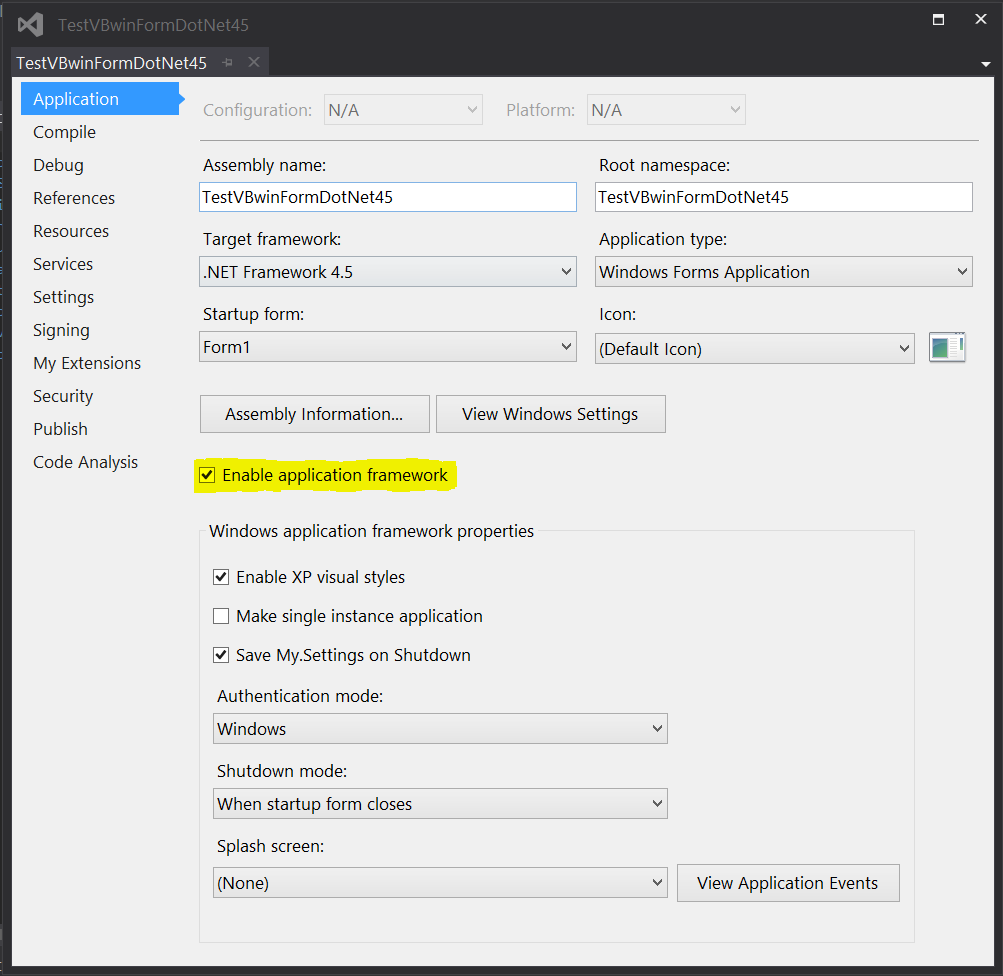 TestVBwinFormDotNet45
TestVBwinFormDotNet45
Application
Compile
Debug
References
Resources
Services
Settings
Signing
My Extensions
Security
Publish
Code Analysis
Configuration: N/A Platform: N/A
Assembly name: Root namespace:
TestVBwinFormDotNet45 TestVBwinFormDotNet45
Target framework: Application type:
.NET Framework 4.5 Windows Forms Application
Startup form: Icon:
Form1 (Default Icon)
Assembly Information... View Windows Settings
Enable application framework
Windows application framework properties
Enable XP visual styles
Make single instance application
Save My.Settings on Shutdown
Authentication mode:
Windows
Shutdown mode:
When startup form closes
Splash screen:
(None) View Application Events